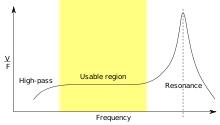 V
F
High-pass
Usable region
Resonance
Frequency